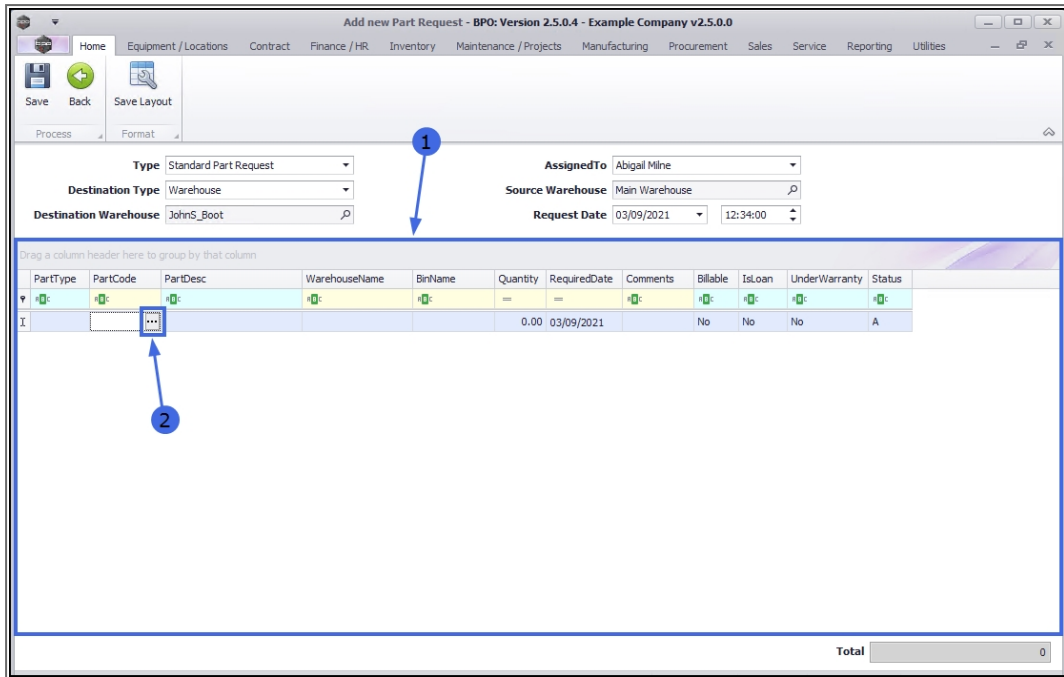 Add new Part Request - BPO: Version 2.5.0.4 - Example Company v2.5.0.0
Home Equipment / Locations Contract Finance / HR Inventory Maintenance / Projects Manufacturing Procurement Sales Service Reporting Utilities
Save Back Save Layout
Process Format
1
Type Standard Part Request AssignedTo Abigail Milne
Destination Type Warehouse Source Warehouse Main Warehouse
Destination Warehouse JohnS_Boot Request Date 03/09/2021 12:34:00
Drag a column header here to group by that column
PartType PartCode PartDesc WarehouseName BinName Quantity RequiredDate Comments Billable IsLoan UnderWarranty Status
0.00 03/09/2021 No No No A
2
Total 0